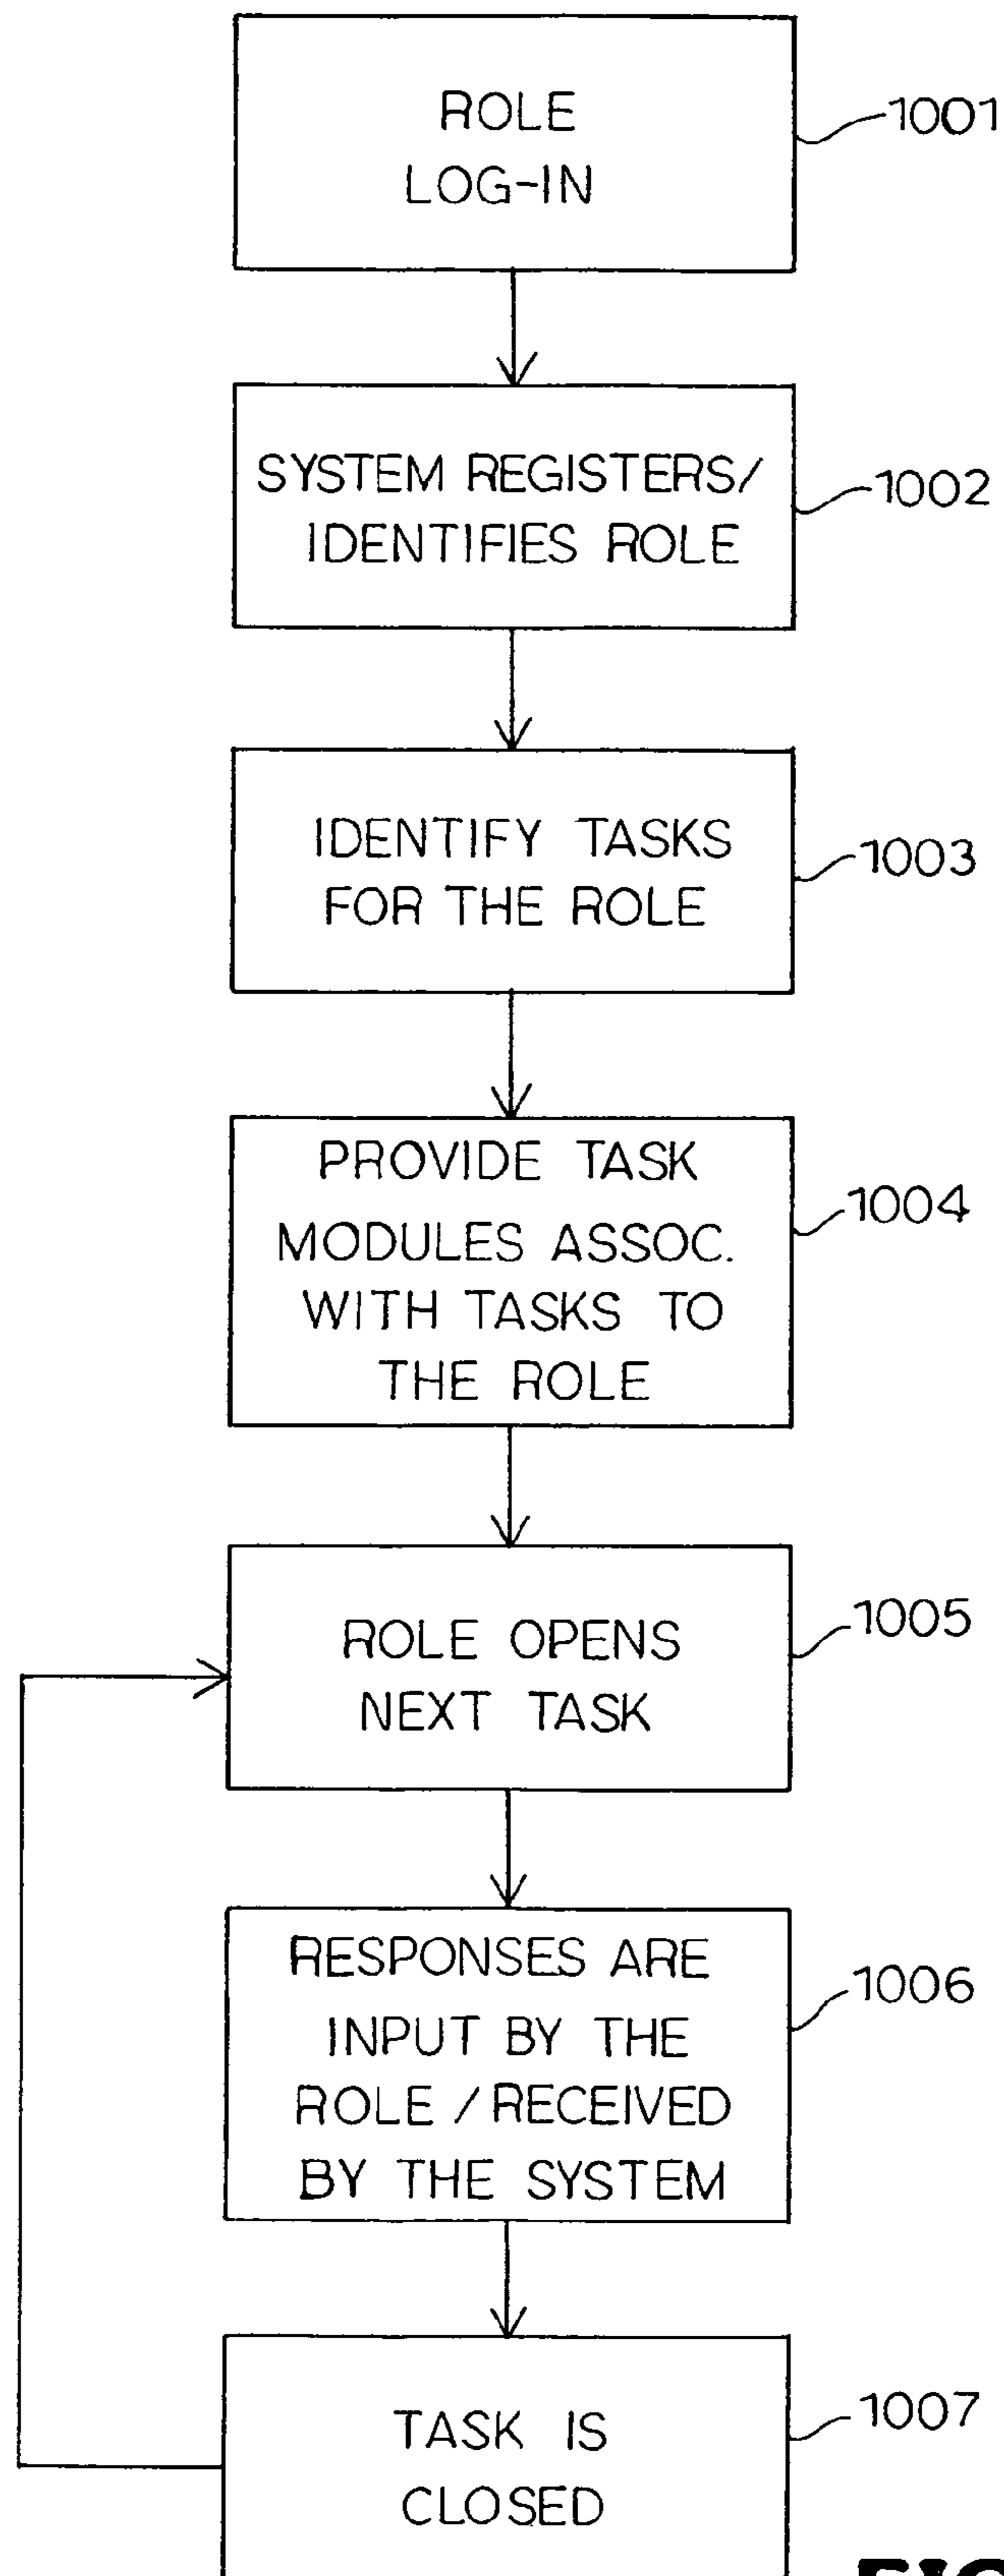 ROLE
LOG-IN
1001
SYSTEM REGISTERS/
IDENTIFIES ROLE
1002
IDENTIFY TASKS
FOR THE ROLE
1003
PROVIDE TASK
MODULES ASSOC.
WITH TASKS TO
THE ROLE
1004
ROLE OPENS
NEXT TASK
1005
RESPONSES ARE
INPUT BY THE
ROLE / RECEIVED
BY THE SYSTEM
1006
TASK IS
CLOSED
1007